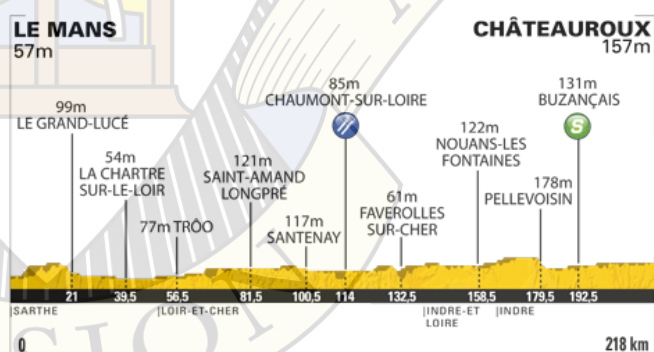 LE MANS
57m
CHÂTEAUROUX
157m
99m
LE GRAND-LUCÉ
54m
LA CHARTRE
SUR-LE-LOIR
77m TRÔO
121m
SAINT-AMAND
LONGPRÉ
117m
SANTENAY
85m
CHAUMONT-SUR-LOIRE
61m
FAVEROLLES
SUR-CHER
122m
NOUANS-LES
FONTAINES
178m
PELLEVOISIN
131m
BUZANÇAIS
S
21 39,5 56,5 81,5 100,5 114 132,5 158,5 179,5 192,5
|SARTHE |LOIR-ET-CHER |INDRE-ET
LOIRE |INDRE
0 218 km
SION